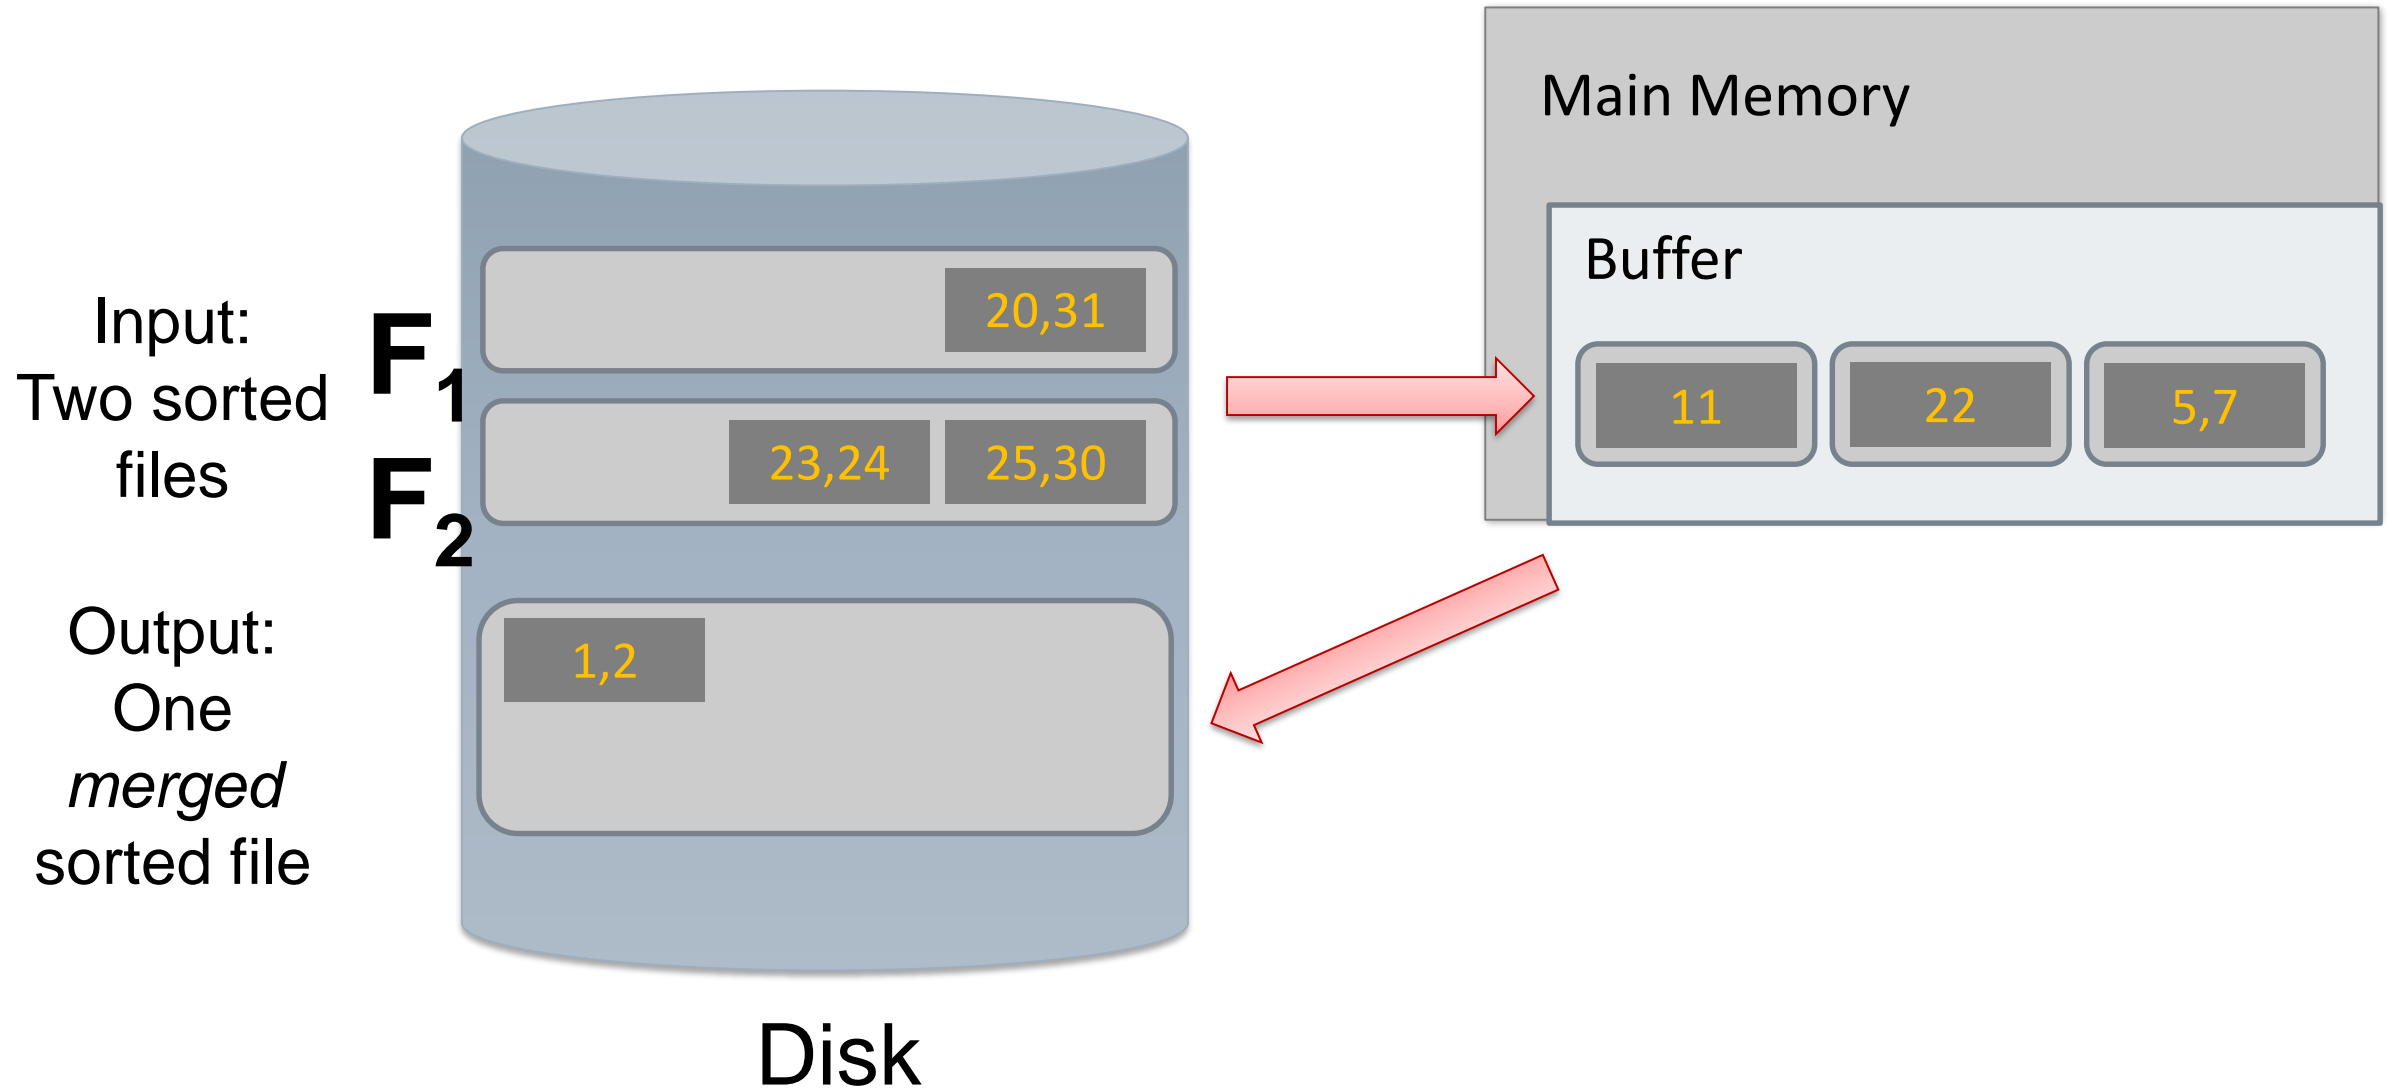 Main Memory
Buffer
11
22
5,7
Input:
Two sorted
files
F1
20,31
F2
23,24
25,30
Output:
One
merged
sorted file
1,2
Disk